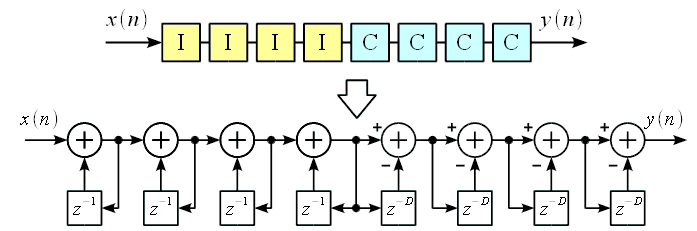 x(n) I I I I C C C C y(n)
x(n) + + + + + + + + + + + + y(n)
− − − −
z⁻¹ z⁻¹ z⁻¹ z⁻¹ z⁻ᴰ z⁻ᴰ z⁻ᴰ z⁻ᴰ